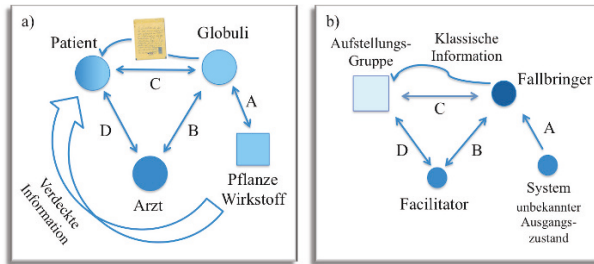 a)
Patient
Globuli
C
A
D
B
Arzt
Pflanze
Wirkstoff
Verdeckte
Information
b)
Aufstellungs-
Gruppe
Klassische
Information
Fallbringer
C
A
D
B
Facilitator
System
unbekannter
Ausgangs-
zustand